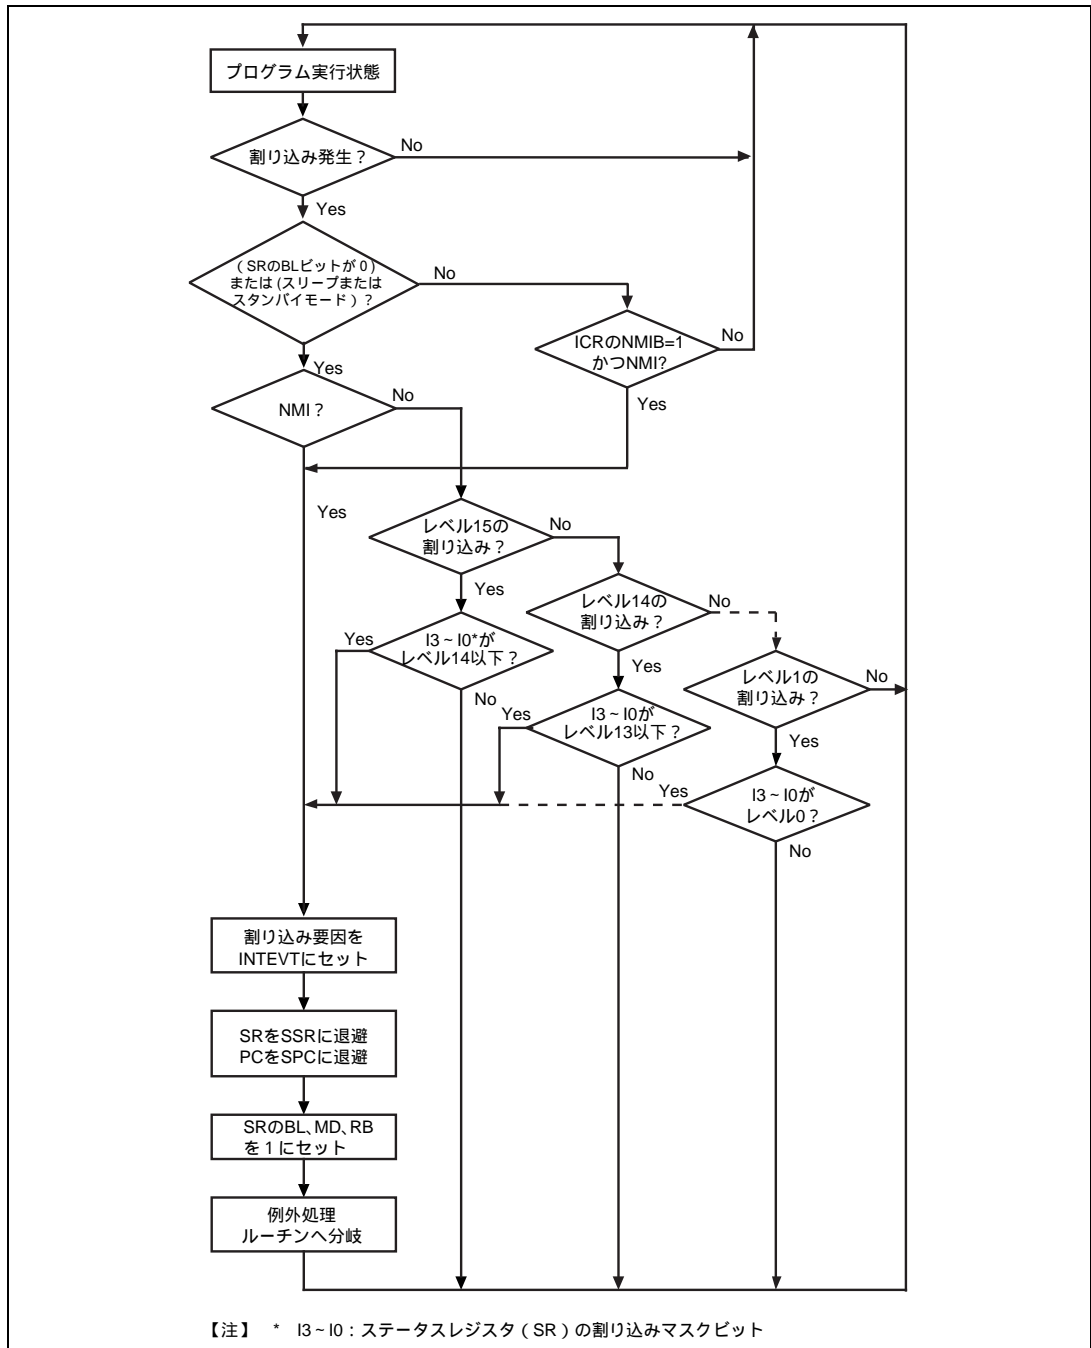 プログラム実行状態
割り込み発生？
No
Yes
（SRのBLビットが0）
または（スリープまたは
スタンバイモード）？
No
ICRのNMIB=1
かつNMI?
No
Yes
Yes
NMI？
No
Yes
レベル15の
割り込み？
No
Yes
レベル14の
割り込み？
No
I3～I0*が
レベル14以下？
Yes
No
Yes
レベル1の
割り込み？
No
I3～I0が
レベル13以下？
Yes
No
Yes
I3～I0が
レベル0？
Yes
No
割り込み要因を
INTEVTにセット
SRをSSRに退避
PCをSPCに退避
SRのBL、MD、RB
を1にセット
例外処理
ルーチンへ分岐
【注】 * I3～I0：ステータスレジスタ（SR）の割り込みマスクビット